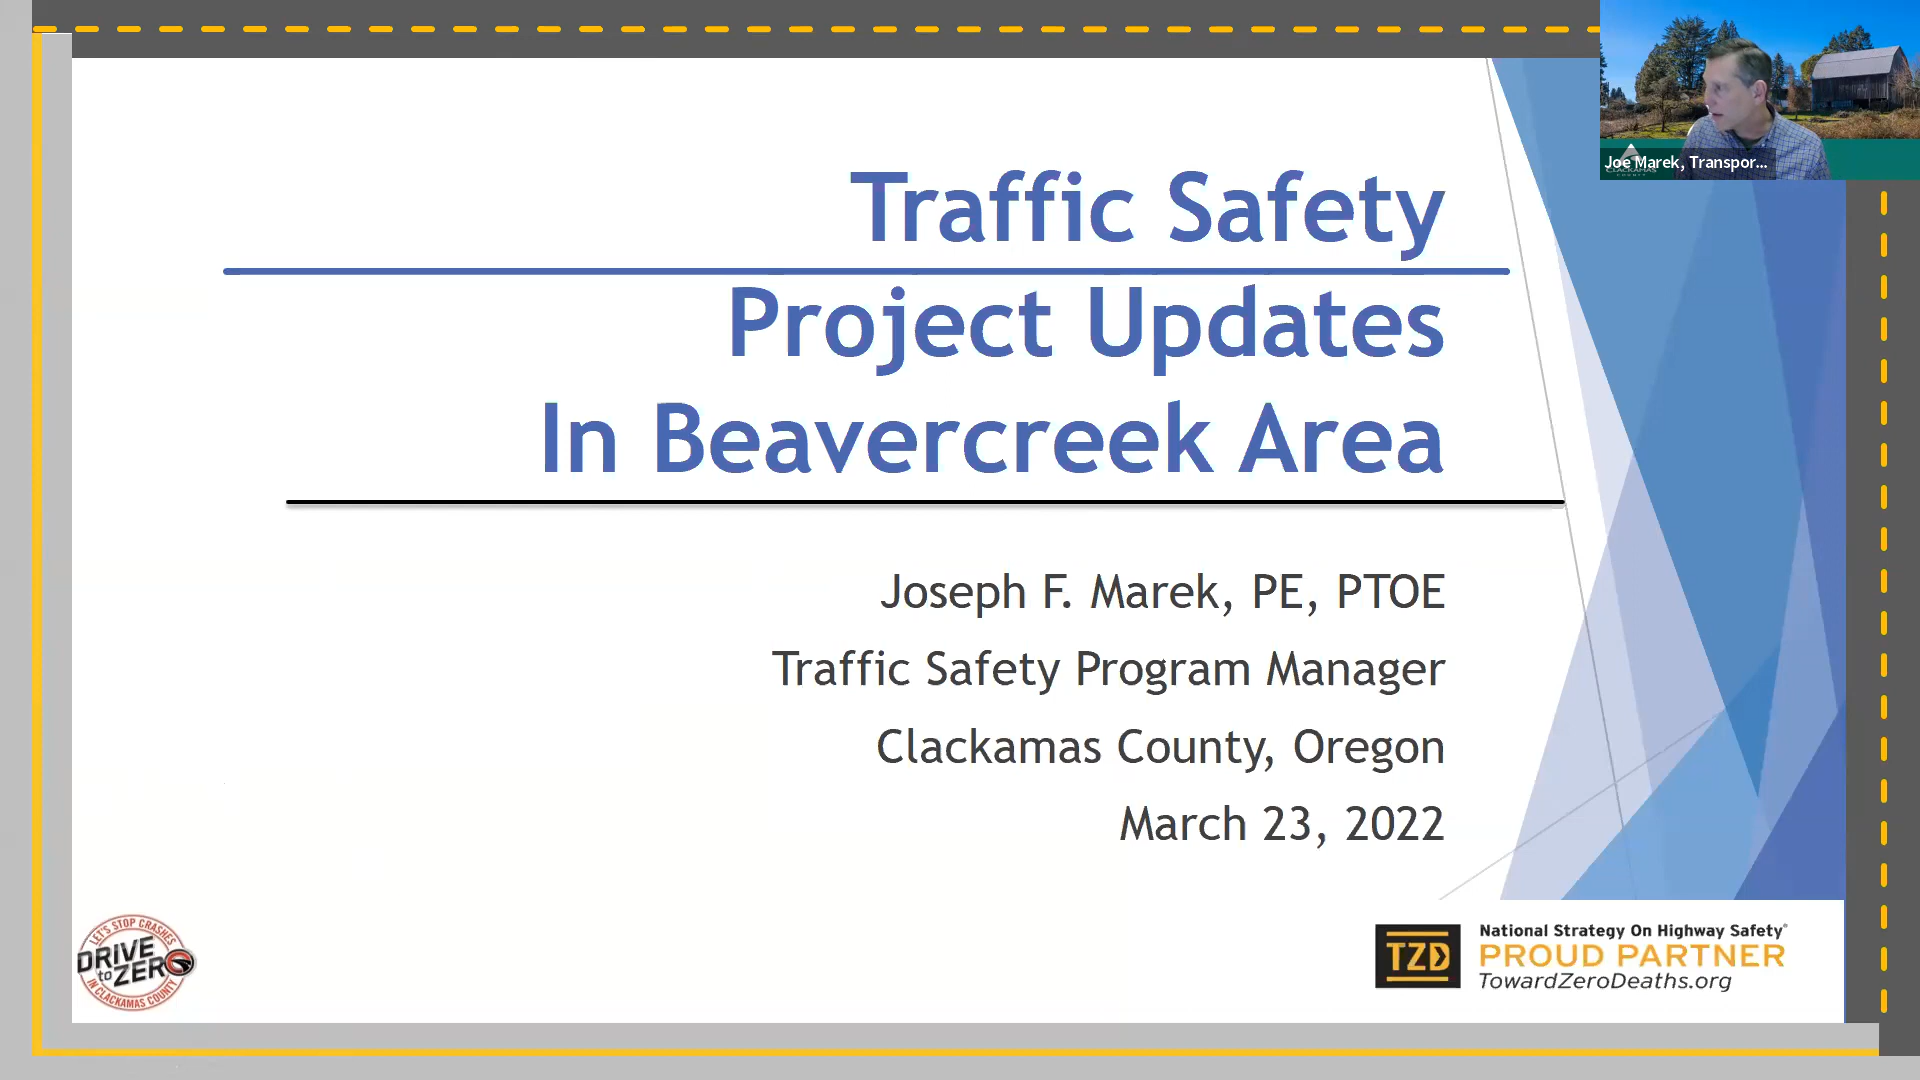 Traffic Safety
Project Updates
In Beavercreek Area
Joseph F. Marek, PE, PTOE
Traffic Safety Program Manager
Clackamas County, Oregon
March 23, 2022
Joe Marek, Transpor...
CLACKAMAS
COUNTY
LET'S STOP CRASHES
DRIVE
to ZERO
IN CLACKAMAS COUNTY
TZD
National Strategy On Highway Safety®
PROUD PARTNER
TowardZeroDeaths.org